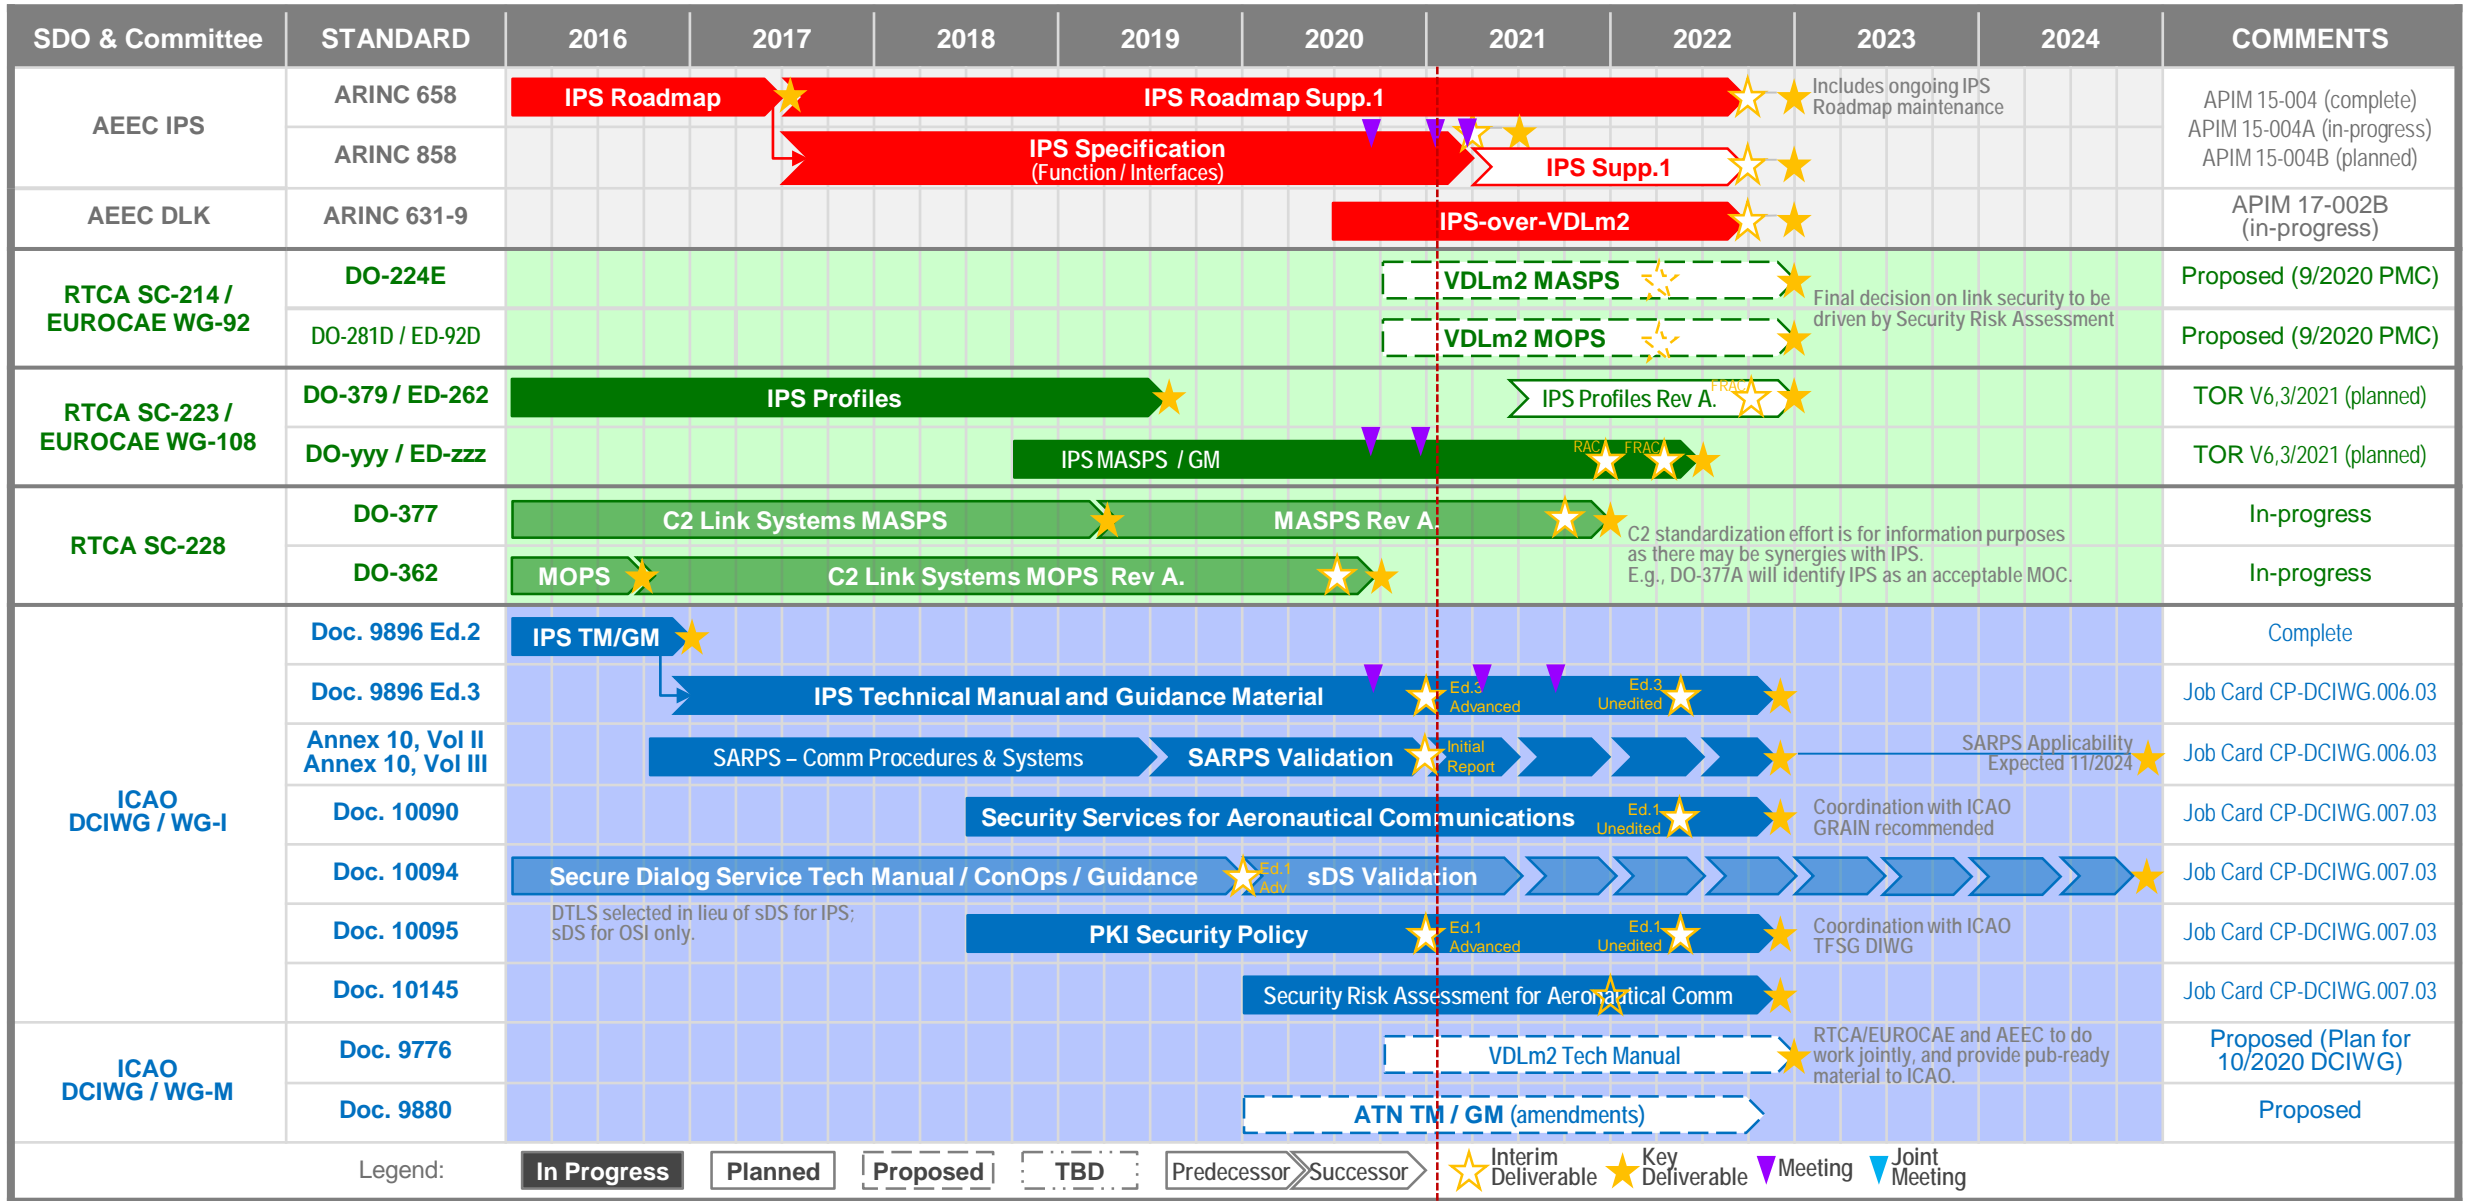 SDO & Committee STANDARD 2016 2017 2018 2019 2020 2021 2022 2023 2024 COMMENTS
AEEC IPS
ARINC 658
IPS Roadmap
IPS Roadmap Supp.1
Includes ongoing IPS
Roadmap maintenance
APIM 15-004 (complete)
APIM 15-004A (in-progress)
APIM 15-004B (planned)
ARINC 858
IPS Specification
(Function / Interfaces)
IPS Supp.1
AEEC DLK
ARINC 631-9
IPS-over-VDLm2
APIM 17-002B
(in-progress)
RTCA SC-214 /
EUROCAE WG-92
DO-224E
VDLm2 MASPS
Proposed (9/2020 PMC)
Final decision on link security to be
driven by Security Risk Assessment
DO-281D / ED-92D
VDLm2 MOPS
Proposed (9/2020 PMC)
RTCA SC-223 /
EUROCAE WG-108
DO-379 / ED-262
IPS Profiles
IPS Profiles Rev A.
FRAC
TOR V6,3/2021 (planned)
DO-yyy / ED-zzz
IPS MASPS / GM
RAC
FRAC
TOR V6,3/2021 (planned)
RTCA SC-228
DO-377
C2 Link Systems MASPS
MASPS Rev A.
In-progress
C2 standardization effort is for information purposes
as there may be synergies with IPS.
E.g., DO-377A will identify IPS as an acceptable MOC.
DO-362
MOPS
C2 Link Systems MOPS Rev A.
In-progress
ICAO
DCIWG / WG-I
Doc. 9896 Ed.2
IPS TM/GM
Complete
Doc. 9896 Ed.3
IPS Technical Manual and Guidance Material
Ed.3
Advanced
Ed.3
Unedited
Job Card CP-DCIWG.006.03
Annex 10, Vol II
Annex 10, Vol III
SARPS – Comm Procedures & Systems
SARPS Validation
Initial
Report
SARPS Applicability
Expected 11/2024
Job Card CP-DCIWG.006.03
Doc. 10090
Security Services for Aeronautical Communications
Ed.1
Unedited
Coordination with ICAO
GRAIN recommended
Job Card CP-DCIWG.007.03
Doc. 10094
Secure Dialog Service Tech Manual / ConOps / Guidance
Ed.1
Adv
sDS Validation
Job Card CP-DCIWG.007.03
DTLS selected in lieu of sDS for IPS;
sDS for OSI only.
Doc. 10095
PKI Security Policy
Ed.1
Advanced
Ed.1
Unedited
Coordination with ICAO
TFSG DIWG
Job Card CP-DCIWG.007.03
Doc. 10145
Security Risk Assessment for Aeronautical Comm
Job Card CP-DCIWG.007.03
ICAO
DCIWG / WG-M
Doc. 9776
VDLm2 Tech Manual
RTCA/EUROCAE and AEEC to do
work jointly, and provide pub-ready
material to ICAO.
Proposed (Plan for
10/2020 DCIWG)
Doc. 9880
ATN TM / GM (amendments)
Proposed
Legend:
In Progress
Planned
Proposed
TBD
Predecessor
Successor
Interim
Deliverable
Key
Deliverable
Meeting
Joint
Meeting